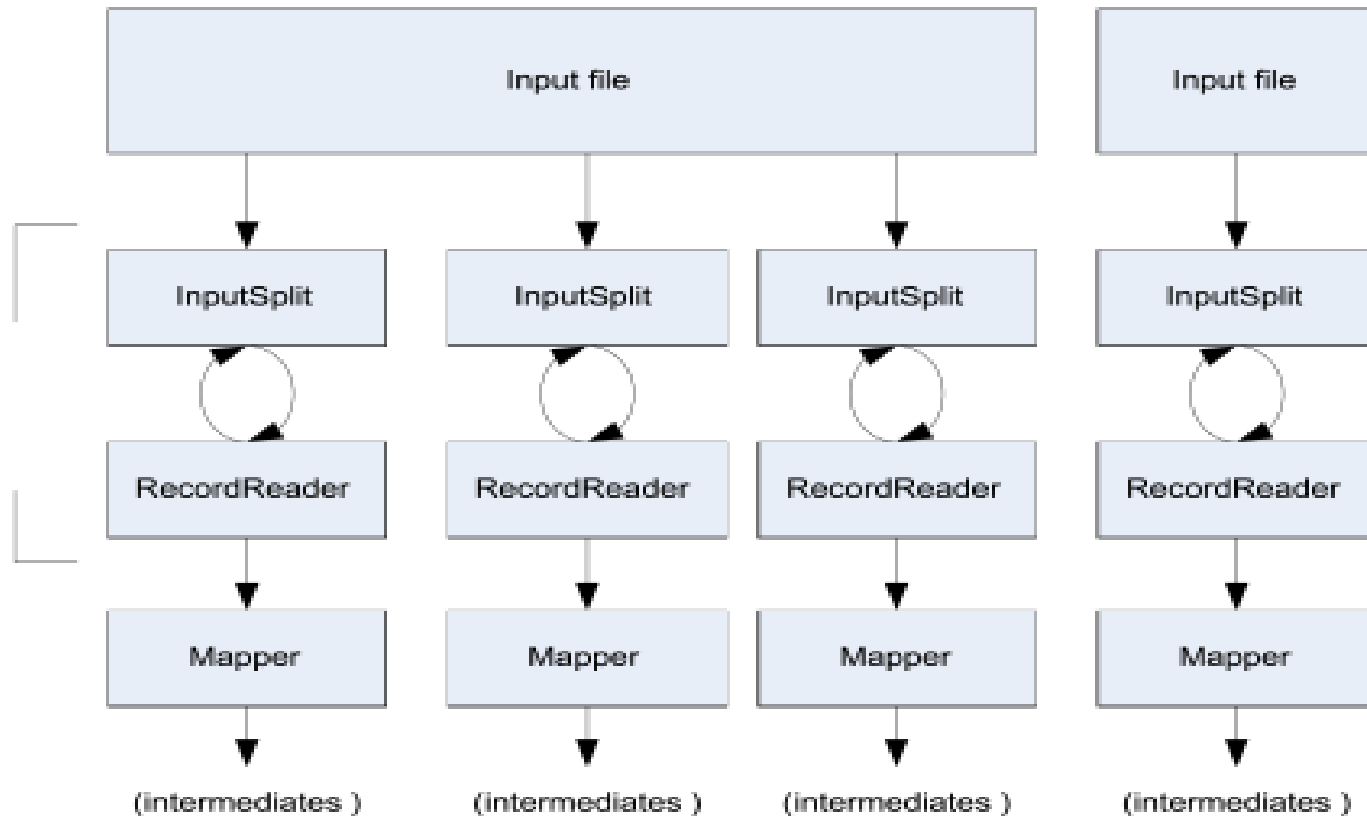 Input file
Input file
InputSplit
InputSplit
InputSplit
InputSplit
RecordReader
RecordReader
RecordReader
RecordReader
Mapper
Mapper
Mapper
Mapper
(intermediates )
(intermediates )
(intermediates )
(intermediates )